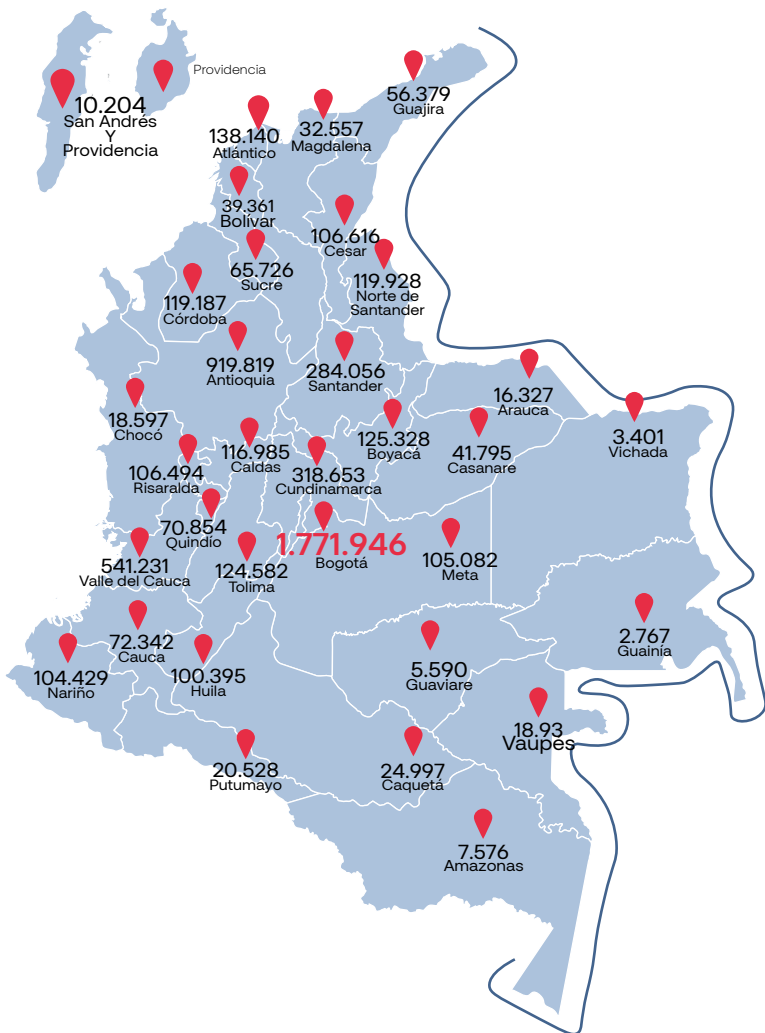 Providencia
10.204
San Andrés
Y
Providencia
56.379
Guajira
138.140
Atlántico
32.557
Magdalena
39.361
Bolívar
106.616
Cesar
65.726
Sucre
119.928
Norte de
Santander
119.187
Córdoba
919.819
Antioquia
284.056
Santander
16.327
Arauca
18.597
Chocó
116.985
Caldas
125.328
Boyacá
41.795
Casanare
3.401
Vichada
106.494
Risaralda
318.653
Cundinamarca
70.854
Quindío
1.771.946
Bogotá
541.231
Valle del Cauca
124.582
Tolima
105.082
Meta
72.342
Cauca
2.767
Guainía
104.429
Nariño
100.395
Huila
5.590
Guaviare
18.93
Vaupés
20.528
Putumayo
24.997
Caquetá
7.576
Amazonas